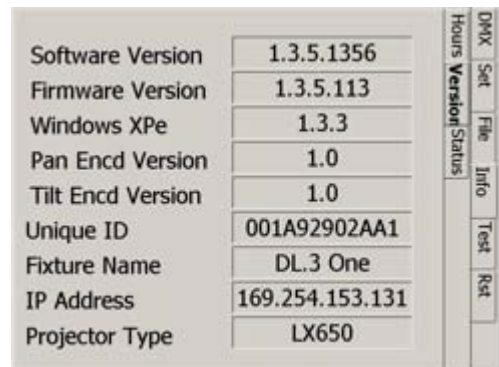 Software Version 1.3.5.1356
Firmware Version 1.3.5.113
Windows XPe 1.3.3
Pan Encd Version 1.0
Tilt Encd Version 1.0
Unique ID 001A92902AA1
Fixture Name DL.3 One
IP Address 169.254.153.131
Projector Type LX650
Hours Version Status
DMX Set File Info Test Rst